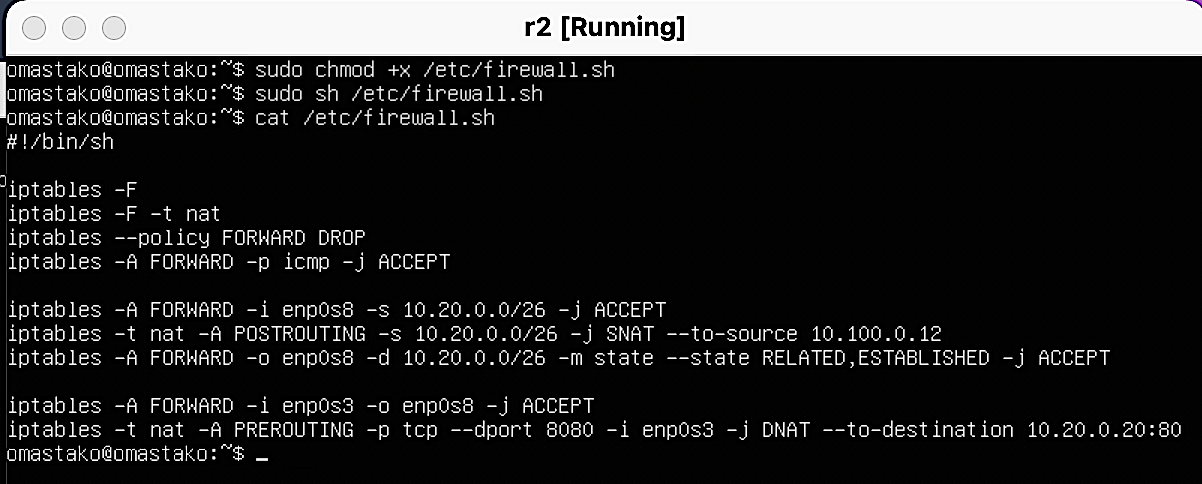 r2 [Running]
omastako@omastako:~$ sudo chmod +x /etc/firewall.sh
omastako@omastako:~$ sudo sh /etc/firewall.sh
omastako@omastako:~$ cat /etc/firewall.sh
#!/bin/sh
iptables -F
iptables -F -t nat
iptables --policy FORWARD DROP
iptables -A FORWARD -p icmp -j ACCEPT
iptables -A FORWARD -i enp0s8 -s 10.20.0.0/26 -j ACCEPT
iptables -t nat -A POSTROUTING -s 10.20.0.0/26 -j SNAT --to-source 10.100.0.12
iptables -A FORWARD -o enp0s8 -d 10.20.0.0/26 -m state --state RELATED,ESTABLISHED -j ACCEPT
iptables -A FORWARD -i enp0s3 -o enp0s8 -j ACCEPT
iptables -t nat -A PREROUTING -p tcp --dport 8080 -i enp0s3 -j DNAT --to-destination 10.20.0.20:80
omastako@omastako:~$ _